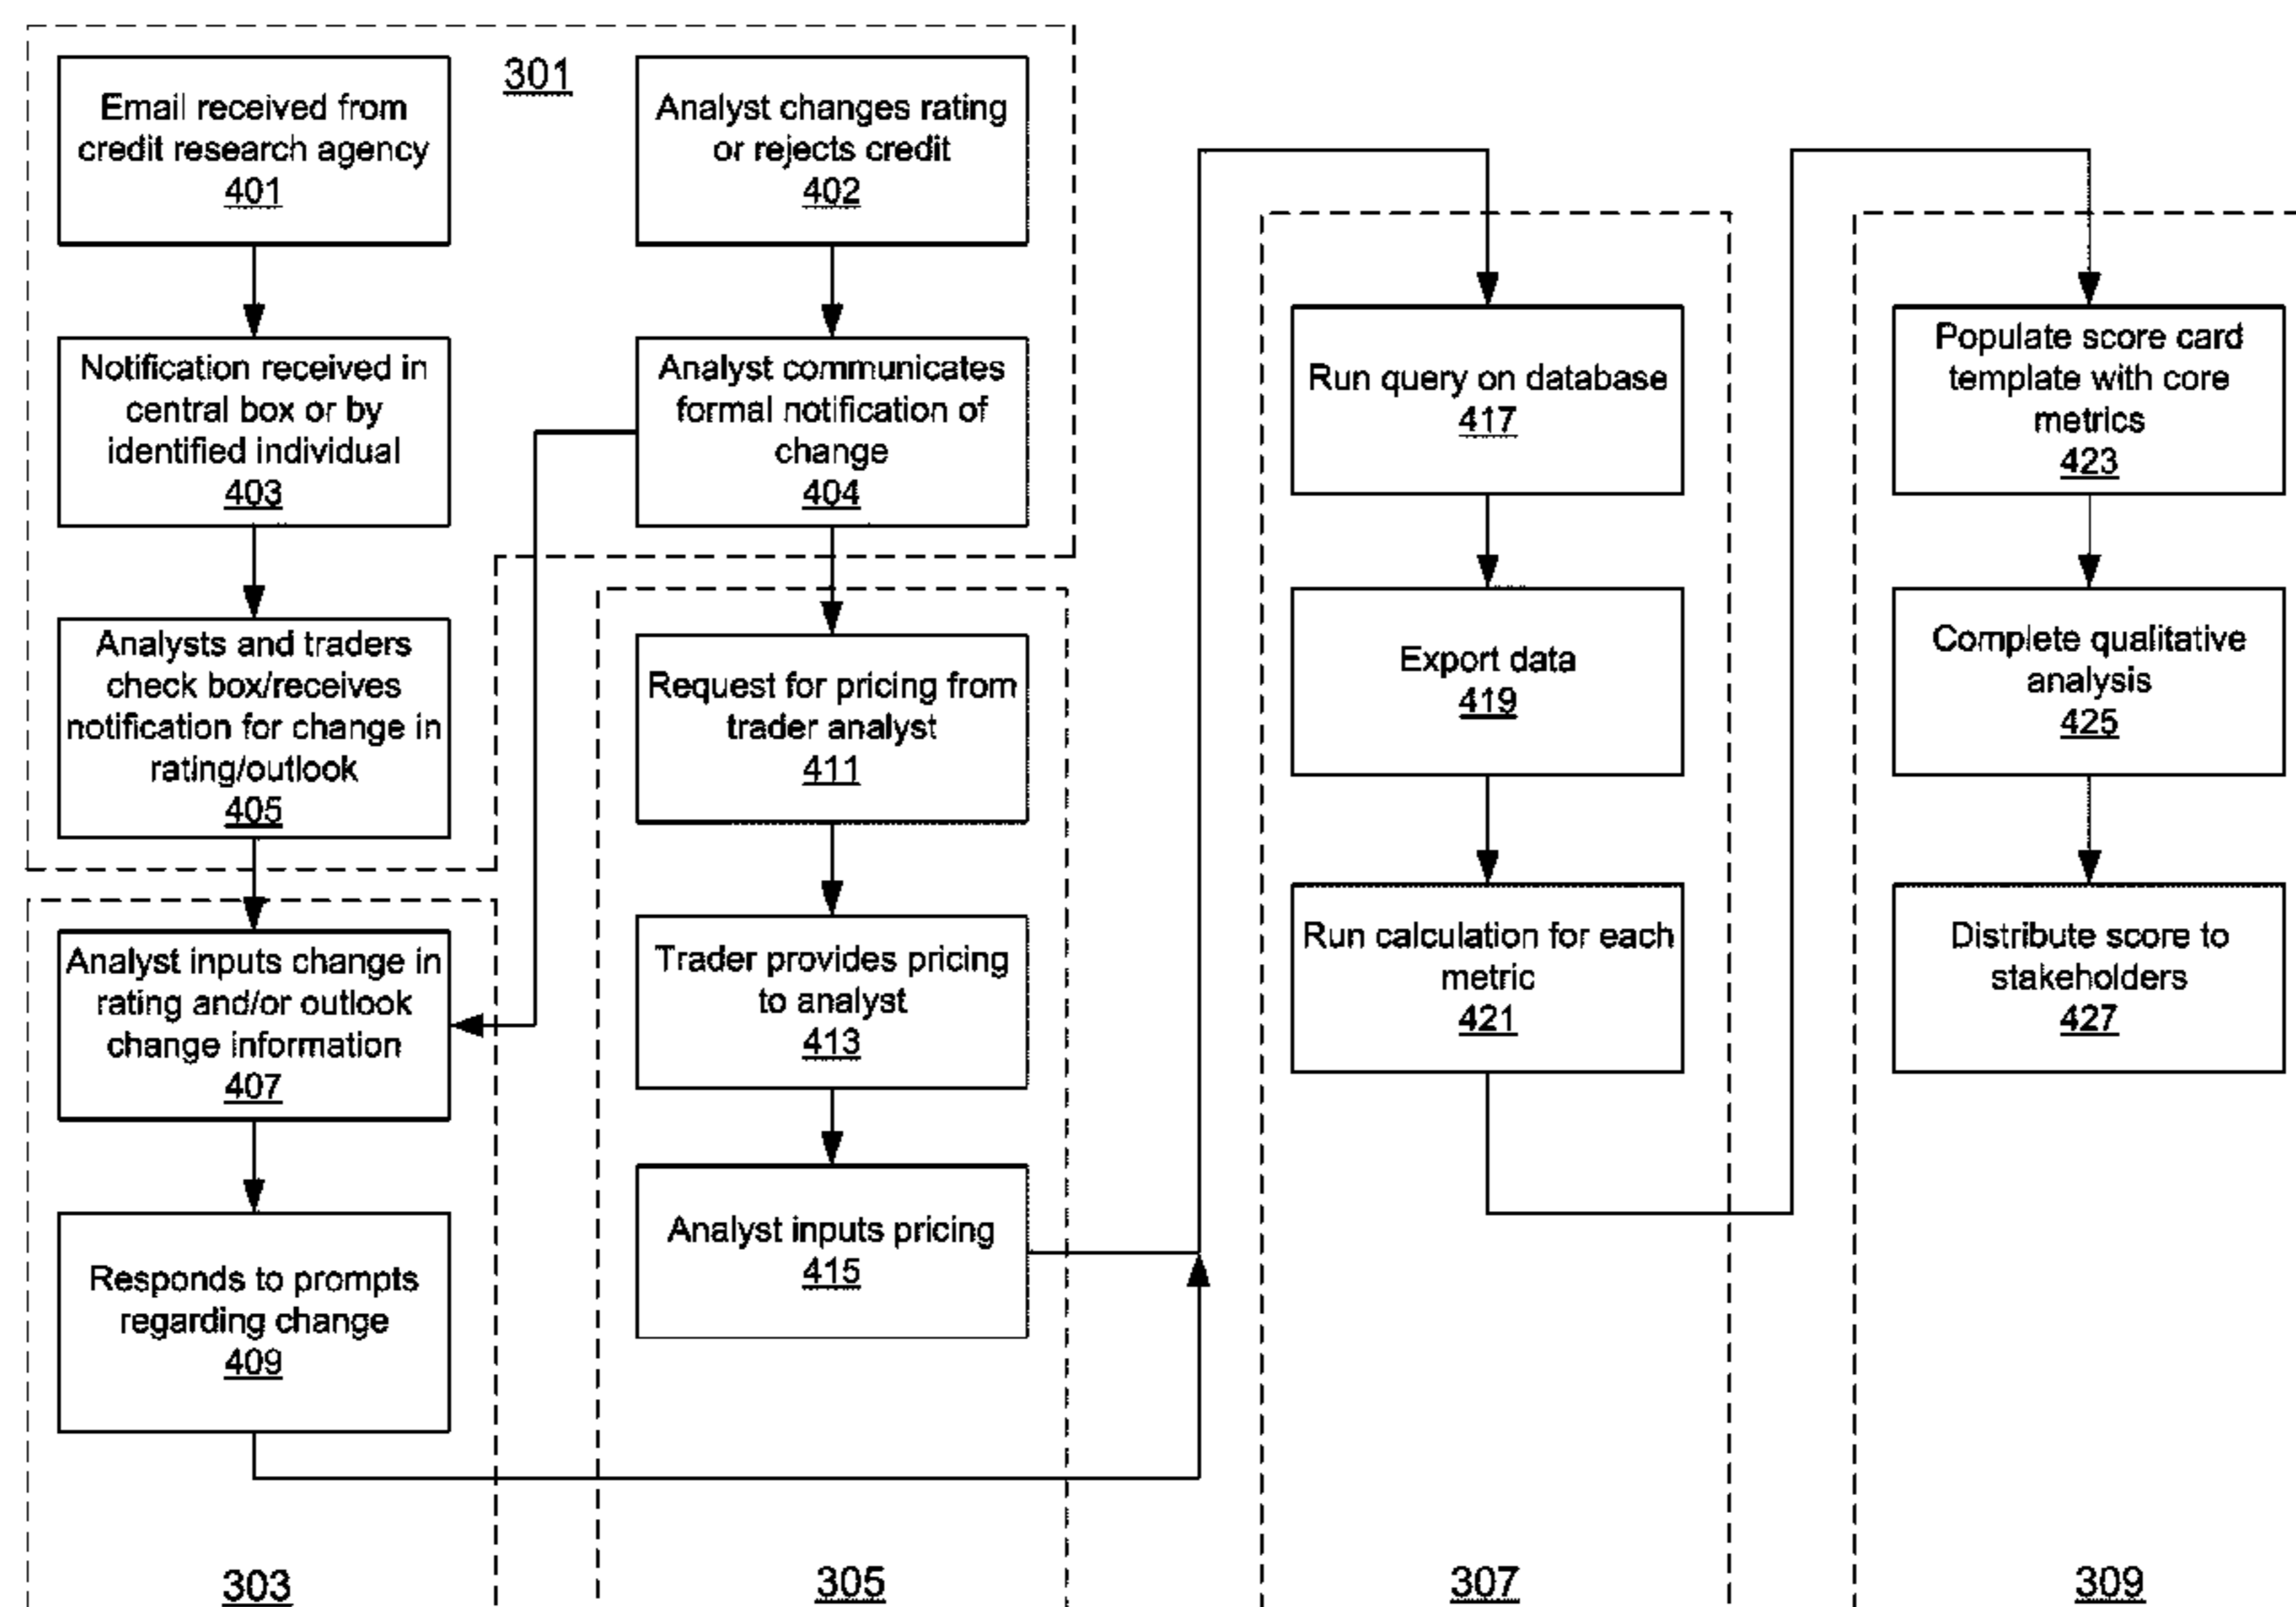 301
Email received from
credit research agency
401
Analyst changes rating
or rejects credit
402
Notification received in
central box or by
identified individual
403
Analyst communicates
formal notification of
change
404
Analysts and traders
check box/receives
notification for change in
rating/outlook
405
Analyst inputs change in
rating and/or outlook
change information
407
Responds to prompts
regarding change
409
303
Request for pricing from
trader analyst
411
Trader provides pricing
to analyst
413
Analyst inputs pricing
415
305
Run query on database
417
Export data
419
Run calculation for each
metric
421
307
Populate score card
template with core
metrics
423
Complete qualitative
analysis
425
Distribute score to
stakeholders
427
309